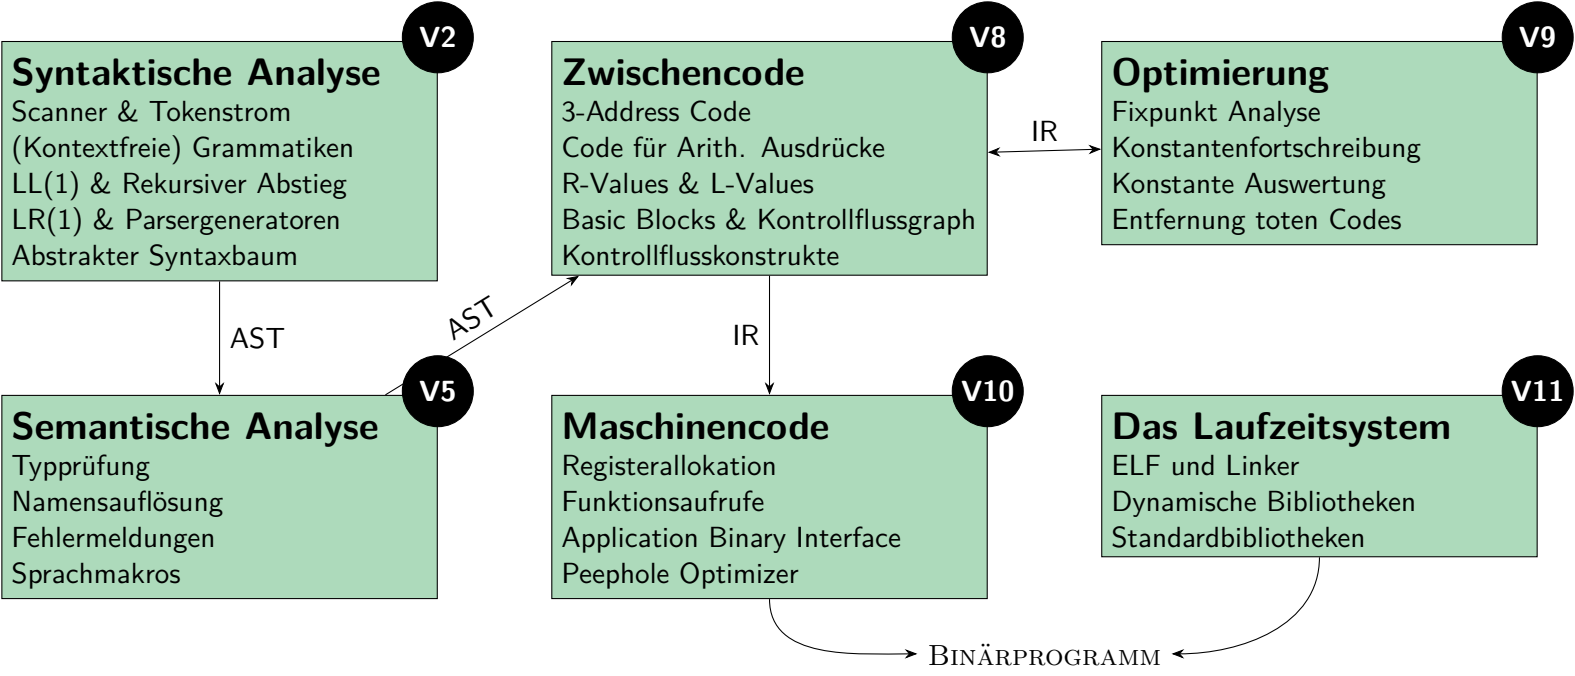 V2
Syntaktische Analyse
Scanner & Tokenstrom
(Kontextfreie) Grammatiken
LL(1) & Rekursiver Abstieg
LR(1) & Parsergeneratoren
Abstrakter Syntaxbaum
AST
V5
Semantische Analyse
Typprüfung
Namensauflösung
Fehlermeldungen
Sprachmakros
AST
V8
Zwischencode
3-Address Code
Code für Arith. Ausdrücke
R-Values & L-Values
Basic Blocks & Kontrollflussgraph
Kontrollflusskonstrukte
IR
V9
Optimierung
Fixpunkt Analyse
Konstantenfortschreibung
Konstante Auswertung
Entfernung toten Codes
IR
V10
Maschinencode
Registerallokation
Funktionsaufrufe
Application Binary Interface
Peephole Optimizer
V11
Das Laufzeitsystem
ELF und Linker
Dynamische Bibliotheken
Standardbibliotheken
BINÄRPROGRAMM